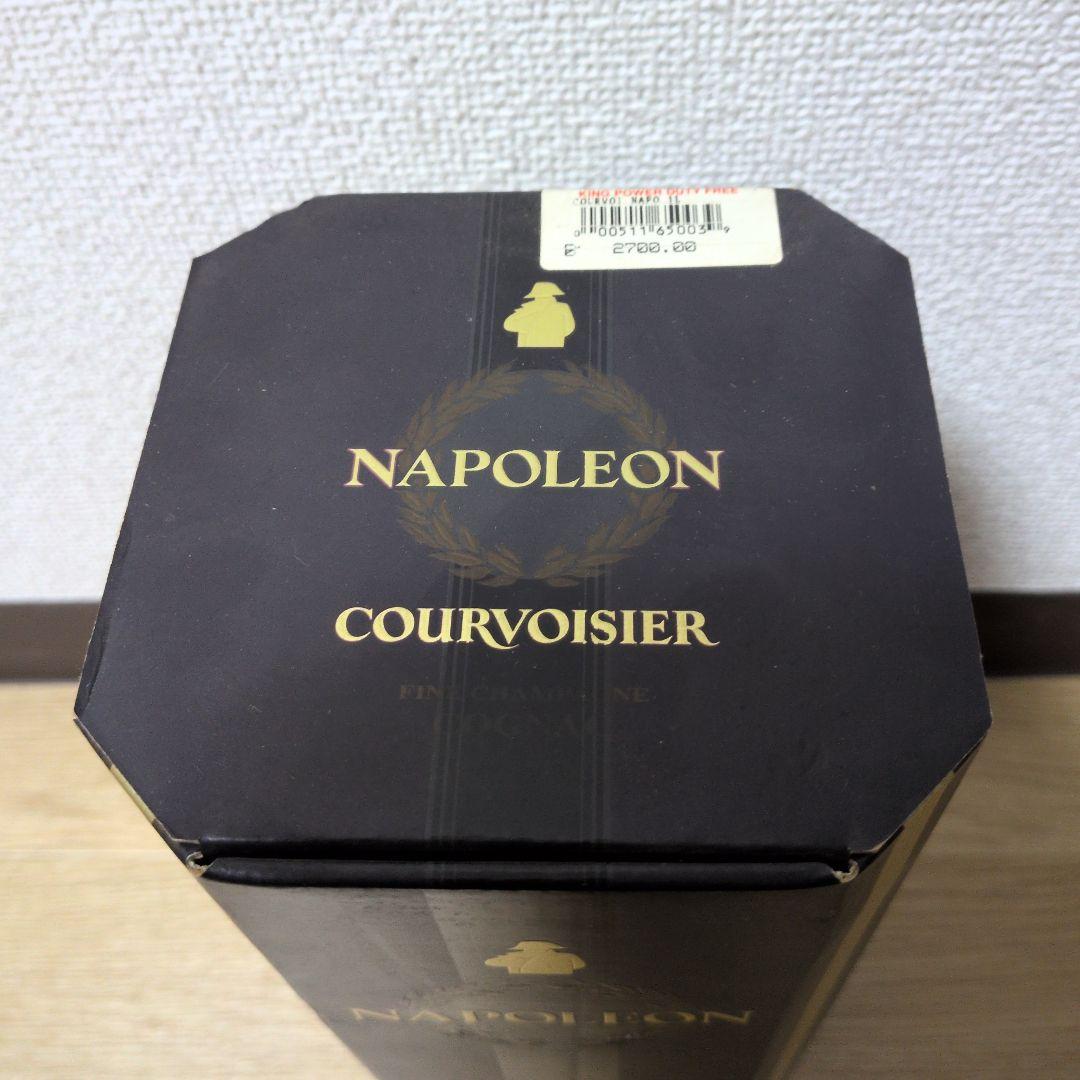 KING POWER DUTY FREE
COURVOI NAPO 1L
0 00511 65003 9
B 2700.00
NAPOLEON
COURVOISIER
FINE CHAMPAGNE
COGNAC
NAPOLEON